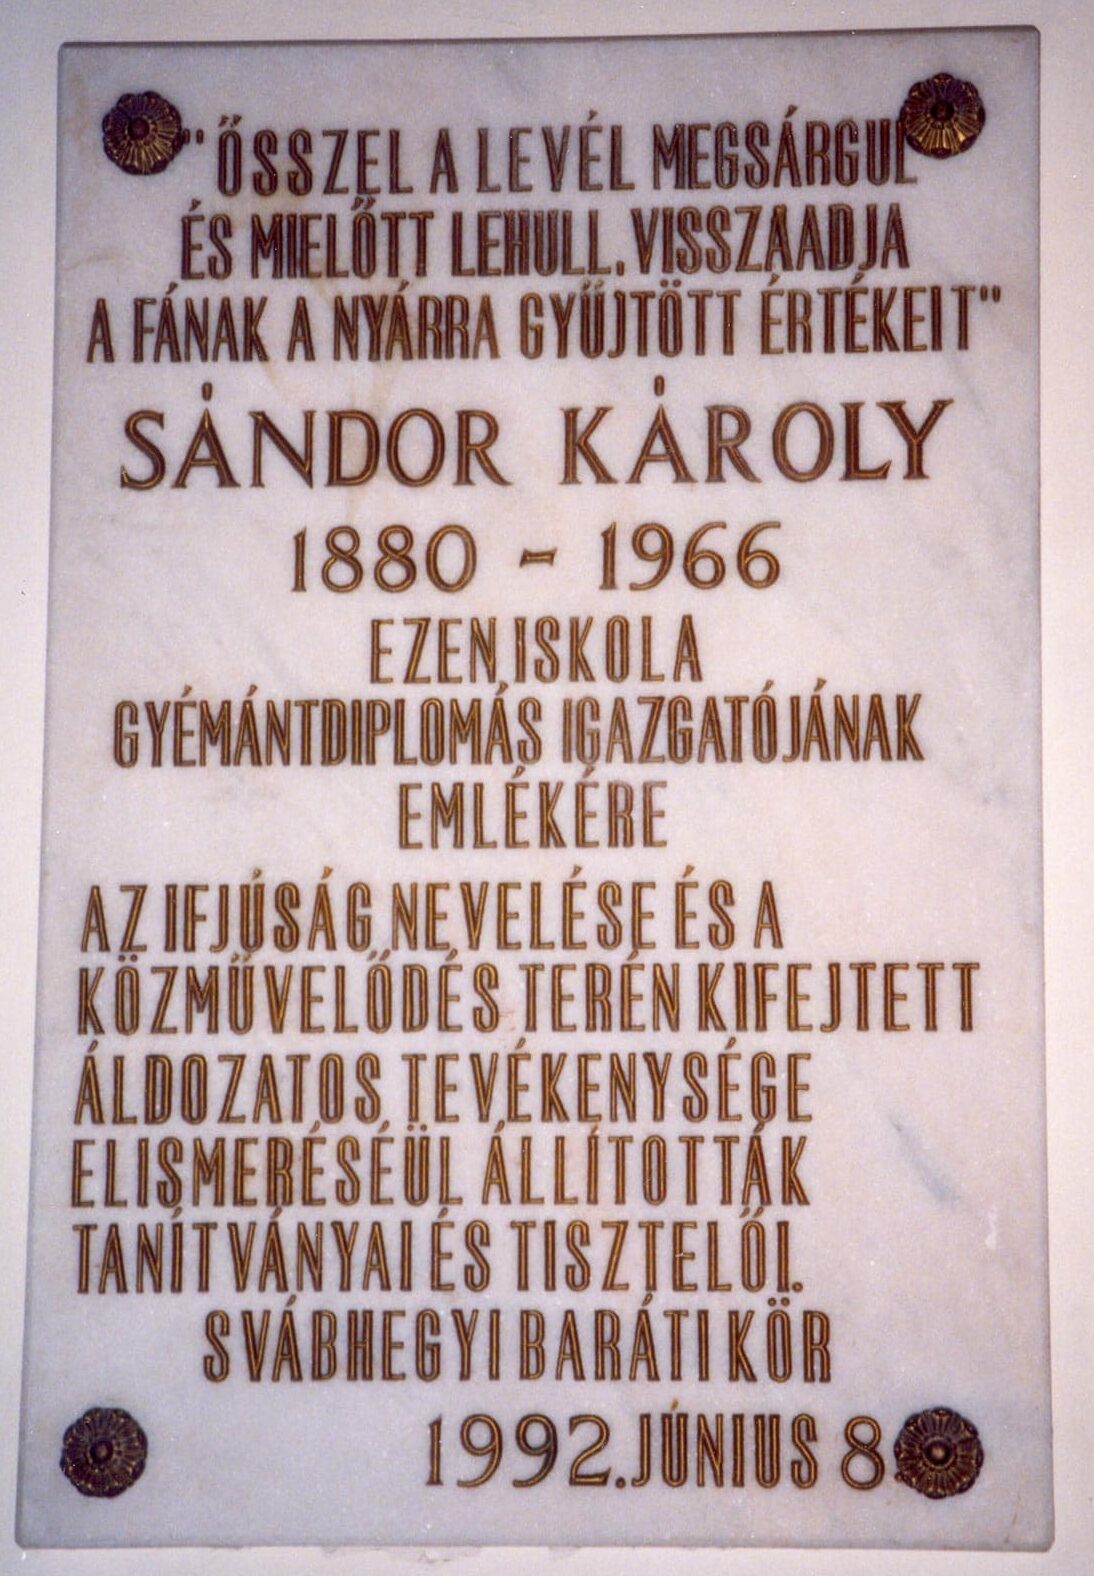 "ŐSSZEL A LEVÉL MEGSÁRGUL
ÉS MIELŐTT LEHULL, VISSZAADJA
A FÁNAK A NYÁRRA GYŰJTÖTT ÉRTÉKEIT"
SÁNDOR KÁROLY
1880 - 1966
EZEN ISKOLA
GYÉMÁNTDIPLOMÁS IGAZGATÓJÁNAK
EMLÉKÉRE
AZ IFJÚSÁG NEVELÉSE ÉS A
KÖZMŰVELŐDÉS TERÉN KIFEJTETT
ÁLDOZATOS TEVÉKENYSÉGE
ELISMERÉSÉÜL ÁLLÍTOTTÁK
TANÍTVÁNYAI ÉS TISZTELŐI.
SVÁBHEGYI BARÁTI KÖR
1992. JÚNIUS 8.